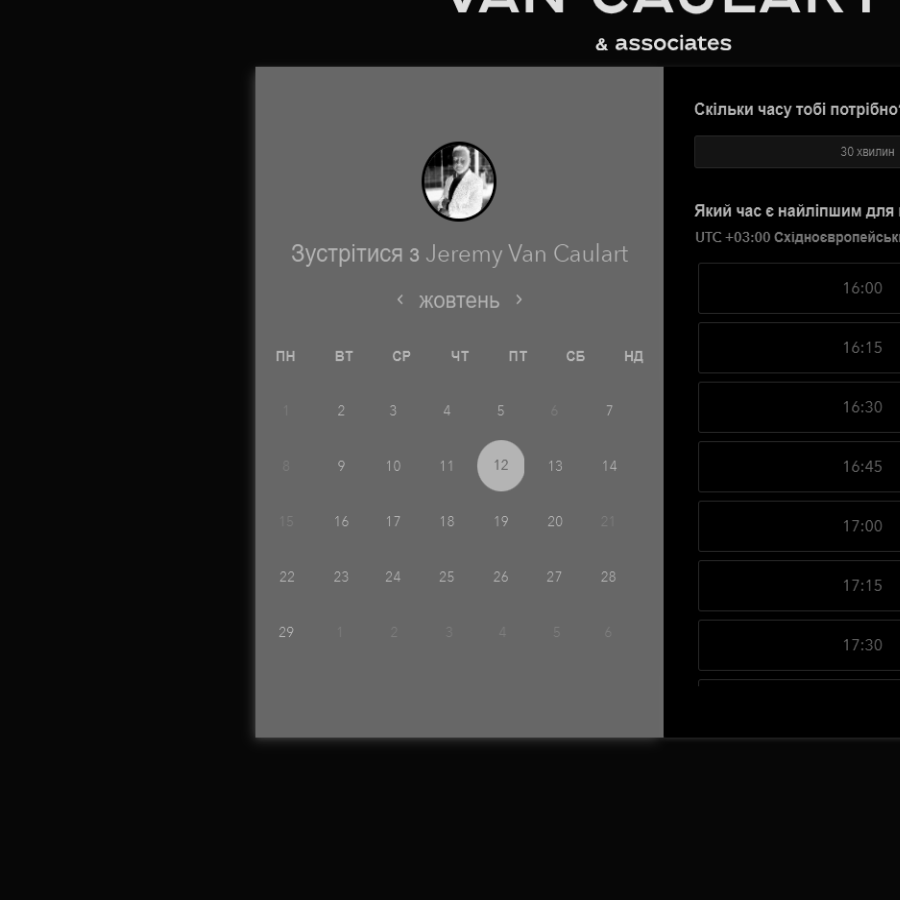 VAN CAULART
& associates
Зустрітися з Jeremy Van Caulart
‹ жовтень ›
ПН ВТ СР ЧТ ПТ СБ НД
1 2 3 4 5 6 7
8 9 10 11 12 13 14
15 16 17 18 19 20 21
22 23 24 25 26 27 28
29 1 2 3 4 5 6
Скільки часу тобі потрібно
30 хвилин
Який час є найліпшим для
UTC +03:00 Східноєвропейськ
16:00
16:15
16:30
16:45
17:00
17:15
17:30